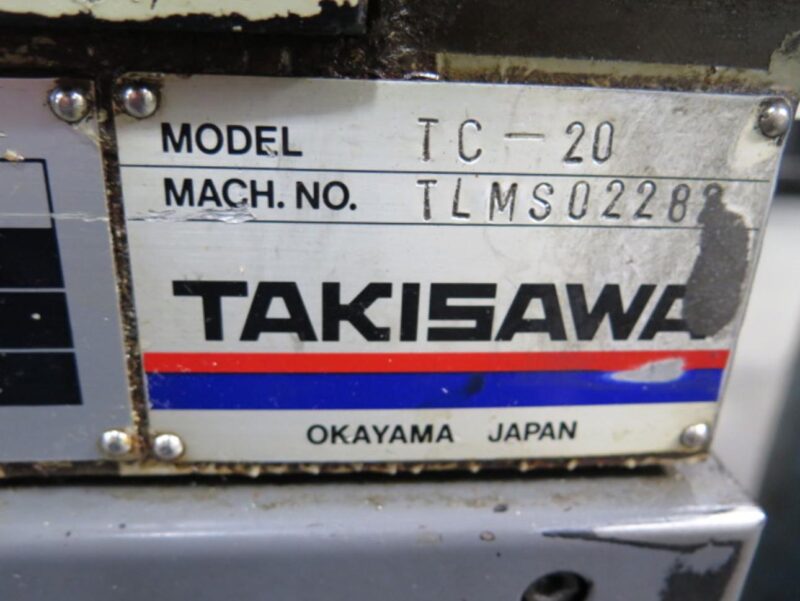 MODEL TC-20
MACH. NO. TLMS0228
TAKISAWA
OKAYAMA JAPAN